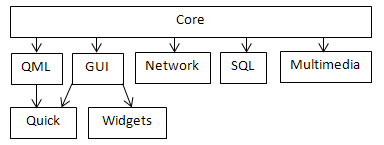 Core
QML GUI Network SQL Multimedia
Quick Widgets